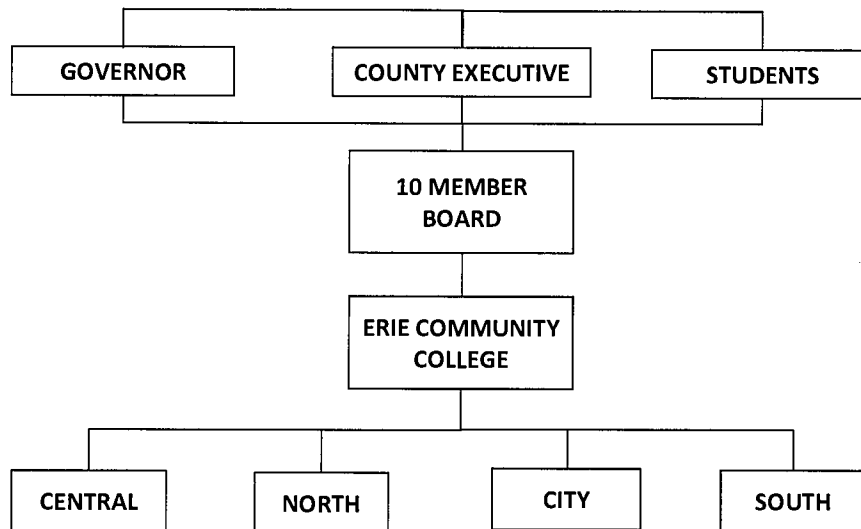 GOVERNOR
COUNTY EXECUTIVE
STUDENTS
10 MEMBER
BOARD
ERIE COMMUNITY
COLLEGE
CENTRAL
NORTH
CITY
SOUTH